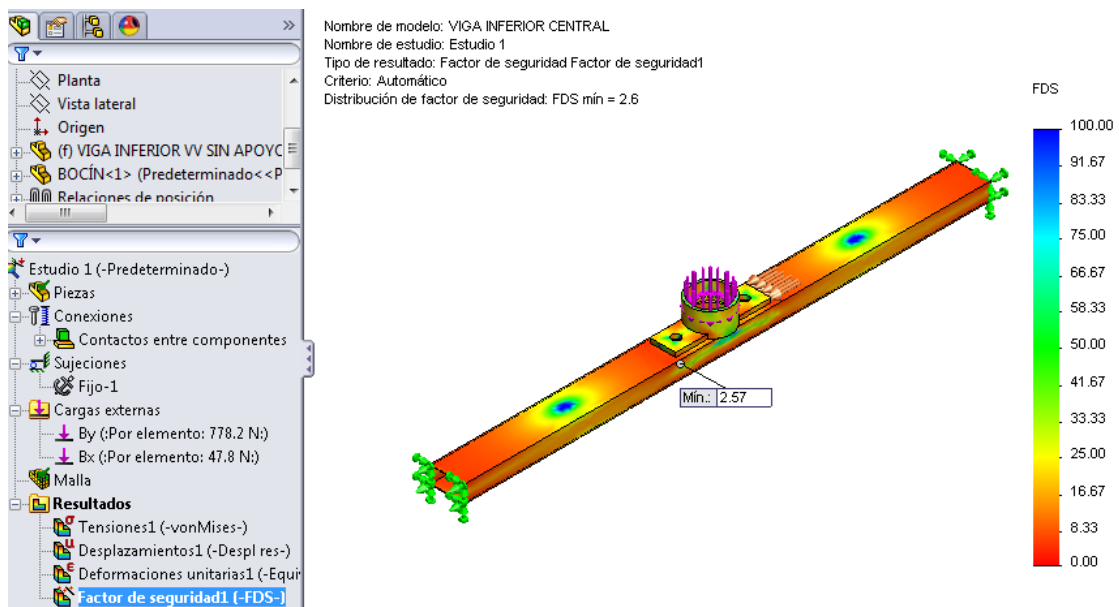 Planta
Vista lateral
Origen
(f) VIGA INFERIOR VV SIN APOYC
BOCÍN<1> (Predeterminado<<P
Relaciones de posición
Estudio 1 (-Predeterminado-)
Piezas
Conexiones
Contactos entre componentes
Sujeciones
Fijo-1
Cargas externas
By (:Por elemento: 778.2 N:)
Bx (:Por elemento: 47.8 N:)
Malla
Resultados
Tensiones1 (-vonMises-)
Desplazamientos1 (-Despl res-)
Deformaciones unitarias1 (-Equi
Factor de seguridad1 (-FDS-)
Nombre de modelo: VIGA INFERIOR CENTRAL
Nombre de estudio: Estudio 1
Tipo de resultado: Factor de seguridad Factor de seguridad1
Criterio: Automático
Distribución de factor de seguridad: FDS mín = 2.6
Mín.: 2.57
FDS
100.00
91.67
83.33
75.00
66.67
58.33
50.00
41.67
33.33
25.00
16.67
8.33
0.00